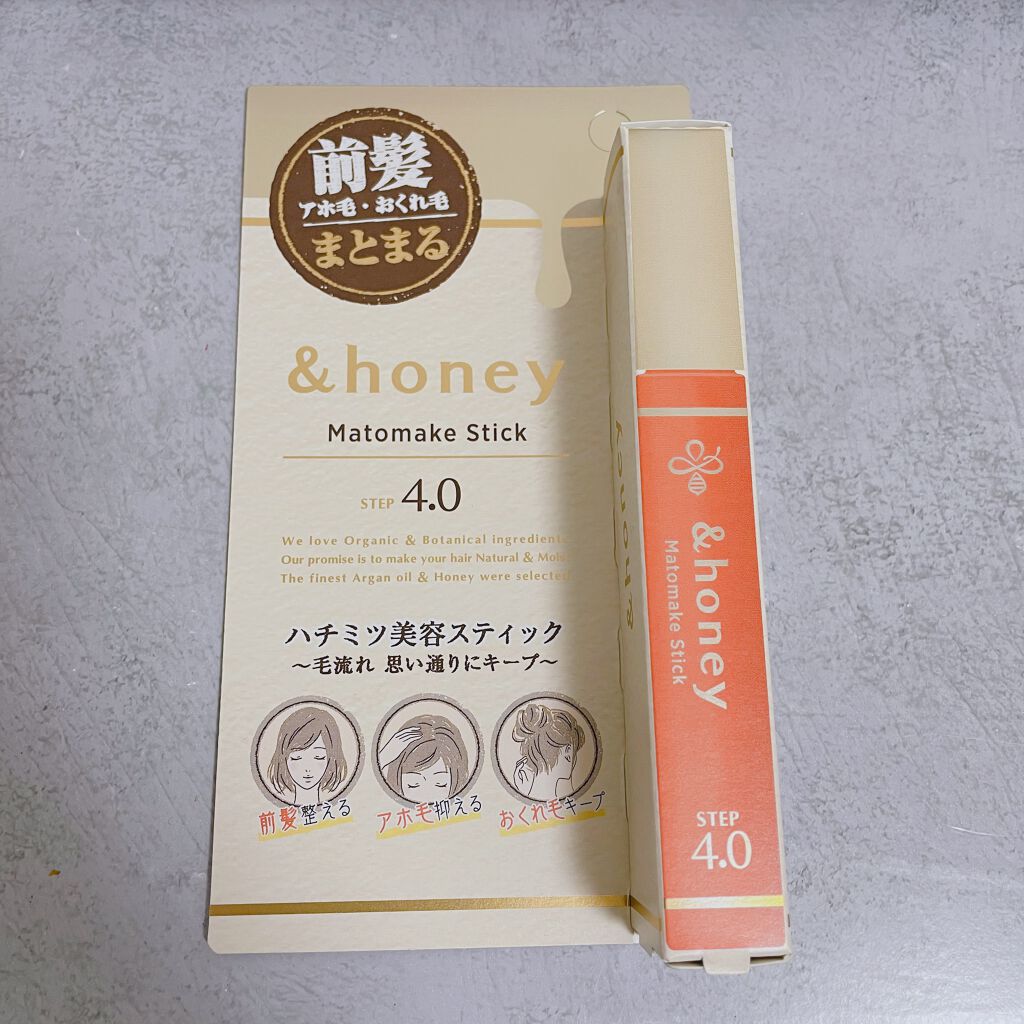 前髪
アホ毛・おくれ毛
まとまる
&honey
Matomake Stick
STEP 4.0
We love Organic & Botanical
Our promise is to make your hair Natural &
The finest Argan oil & Honey were
ハチミツ美容スティック
～毛流れ 思い通りにキープ～
前髪整える
アホ毛抑える
おくれ毛キープ
&honey
&honey
Matomake Stick
STEP
4.0